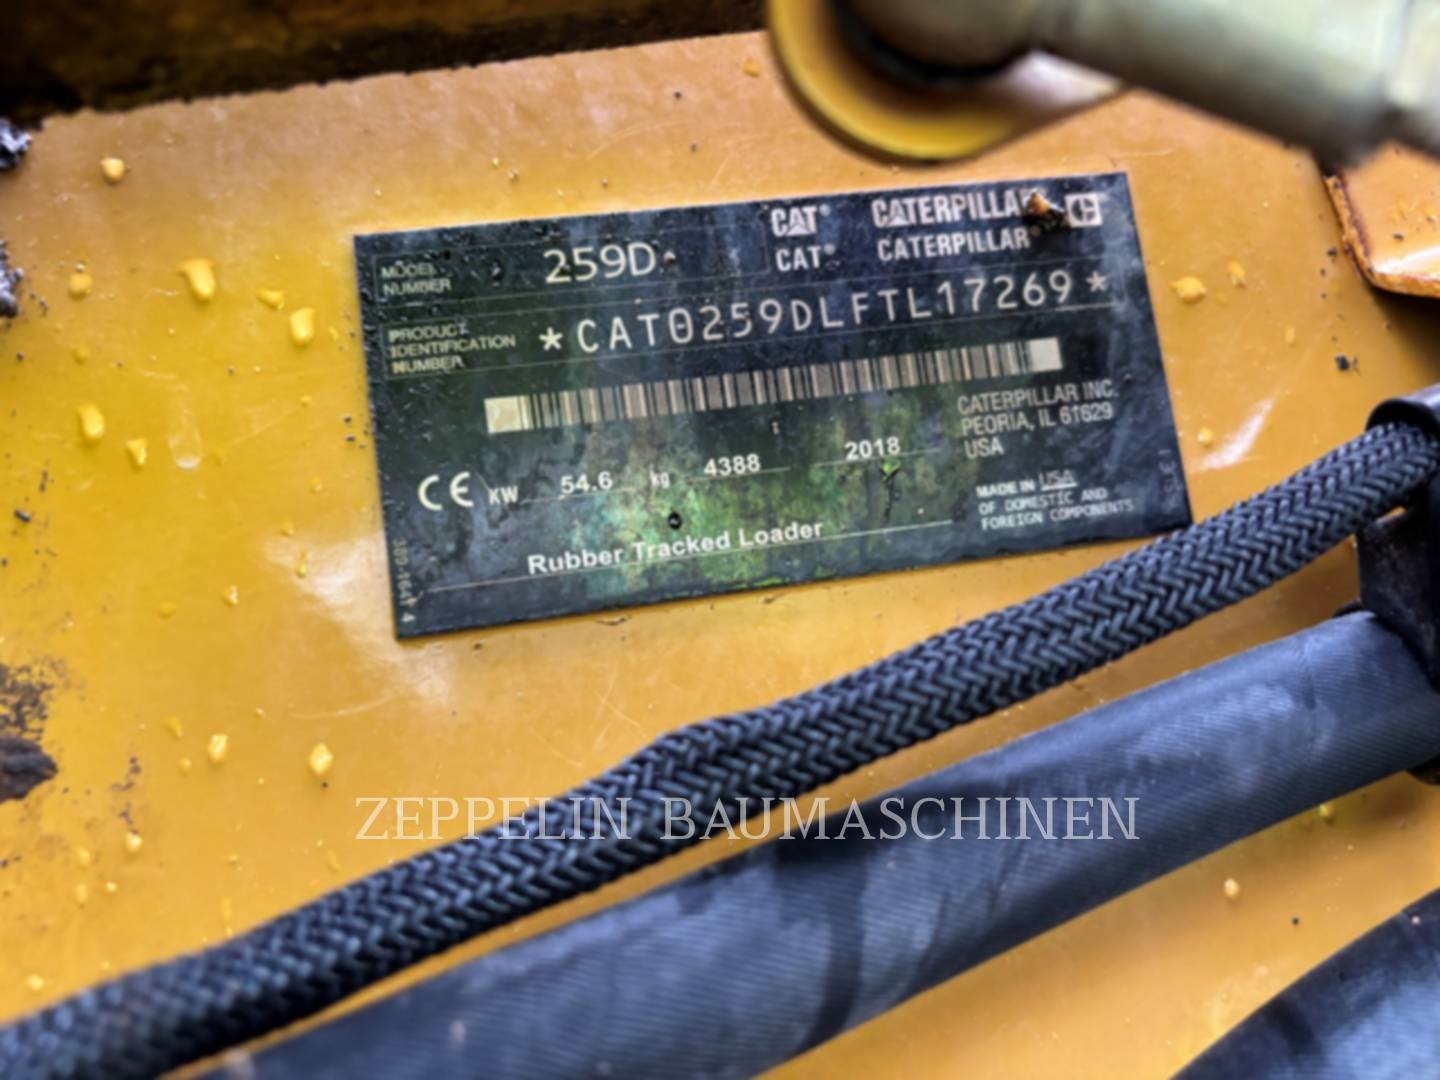 CAT® CATERPILLAR C
MODEL NUMBER 259D CAT® CATERPILLAR®
PRODUCT IDENTIFICATION NUMBER *CAT0259DLFTL17269*
CATERPILLAR INC.
PEORIA, IL 61629
USA
CE KW 54.6 kg 4388 2018
MADE IN USA
OF DOMESTIC AND
FOREIGN COMPONENTS
Rubber Tracked Loader
ZEPPELIN BAUMASCHINEN